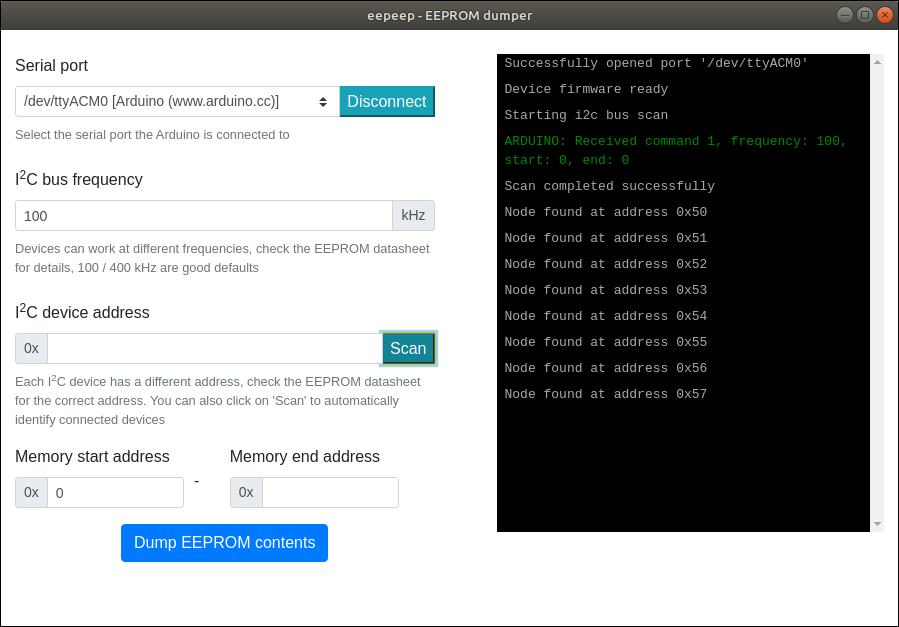 eepeep - EEPROM dumper
Serial port
/dev/ttyACM0 [Arduino (www.arduino.cc)]
Disconnect
Select the serial port the Arduino is connected to
I²C bus frequency
100
kHz
Devices can work at different frequencies, check the EEPROM datasheet
for details, 100 / 400 kHz are good defaults
I²C device address
0x
Scan
Each I²C device has a different address, check the EEPROM datasheet
for the correct address. You can also click on 'Scan' to automatically
identify connected devices
Memory start address
0x
0
-
Memory end address
0x
Dump EEPROM contents
Successfully opened port '/dev/ttyACM0'
Device firmware ready
Starting i2c bus scan
ARDUINO: Received command 1, frequency: 100,
start: 0, end: 0
Scan completed successfully
Node found at address 0x50
Node found at address 0x51
Node found at address 0x52
Node found at address 0x53
Node found at address 0x54
Node found at address 0x55
Node found at address 0x56
Node found at address 0x57